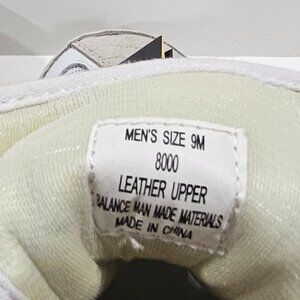 MEN'S SIZE 9M
8000
LEATHER UPPER
BALANCE MAN MADE MATERIALS
MADE IN CHINA